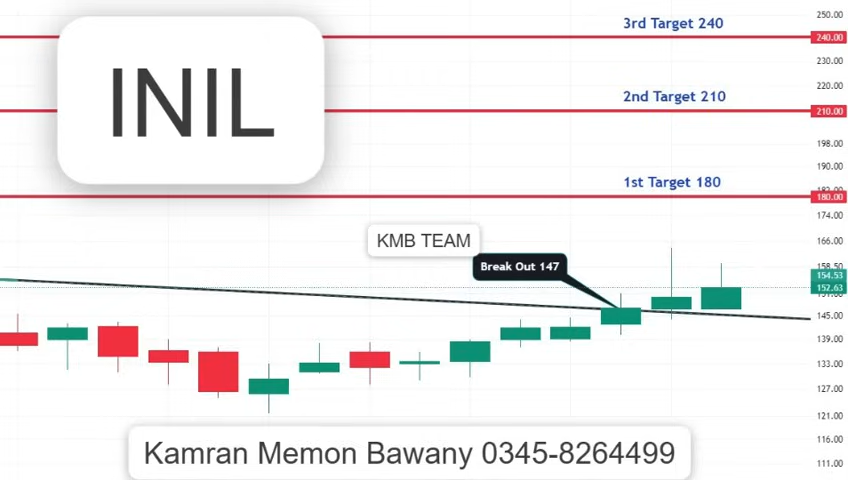 INIL
3rd Target 240
2nd Target 210
1st Target 180
KMB TEAM
Break Out 147
Kamran Memon Bawany 0345-8264499
250.00
240.00
230.00
220.00
210.00
198.00
190.00
180.00
174.00
166.00
158.50
154.53
152.63
145.00
139.00
133.00
127.00
121.00
116.00
111.00